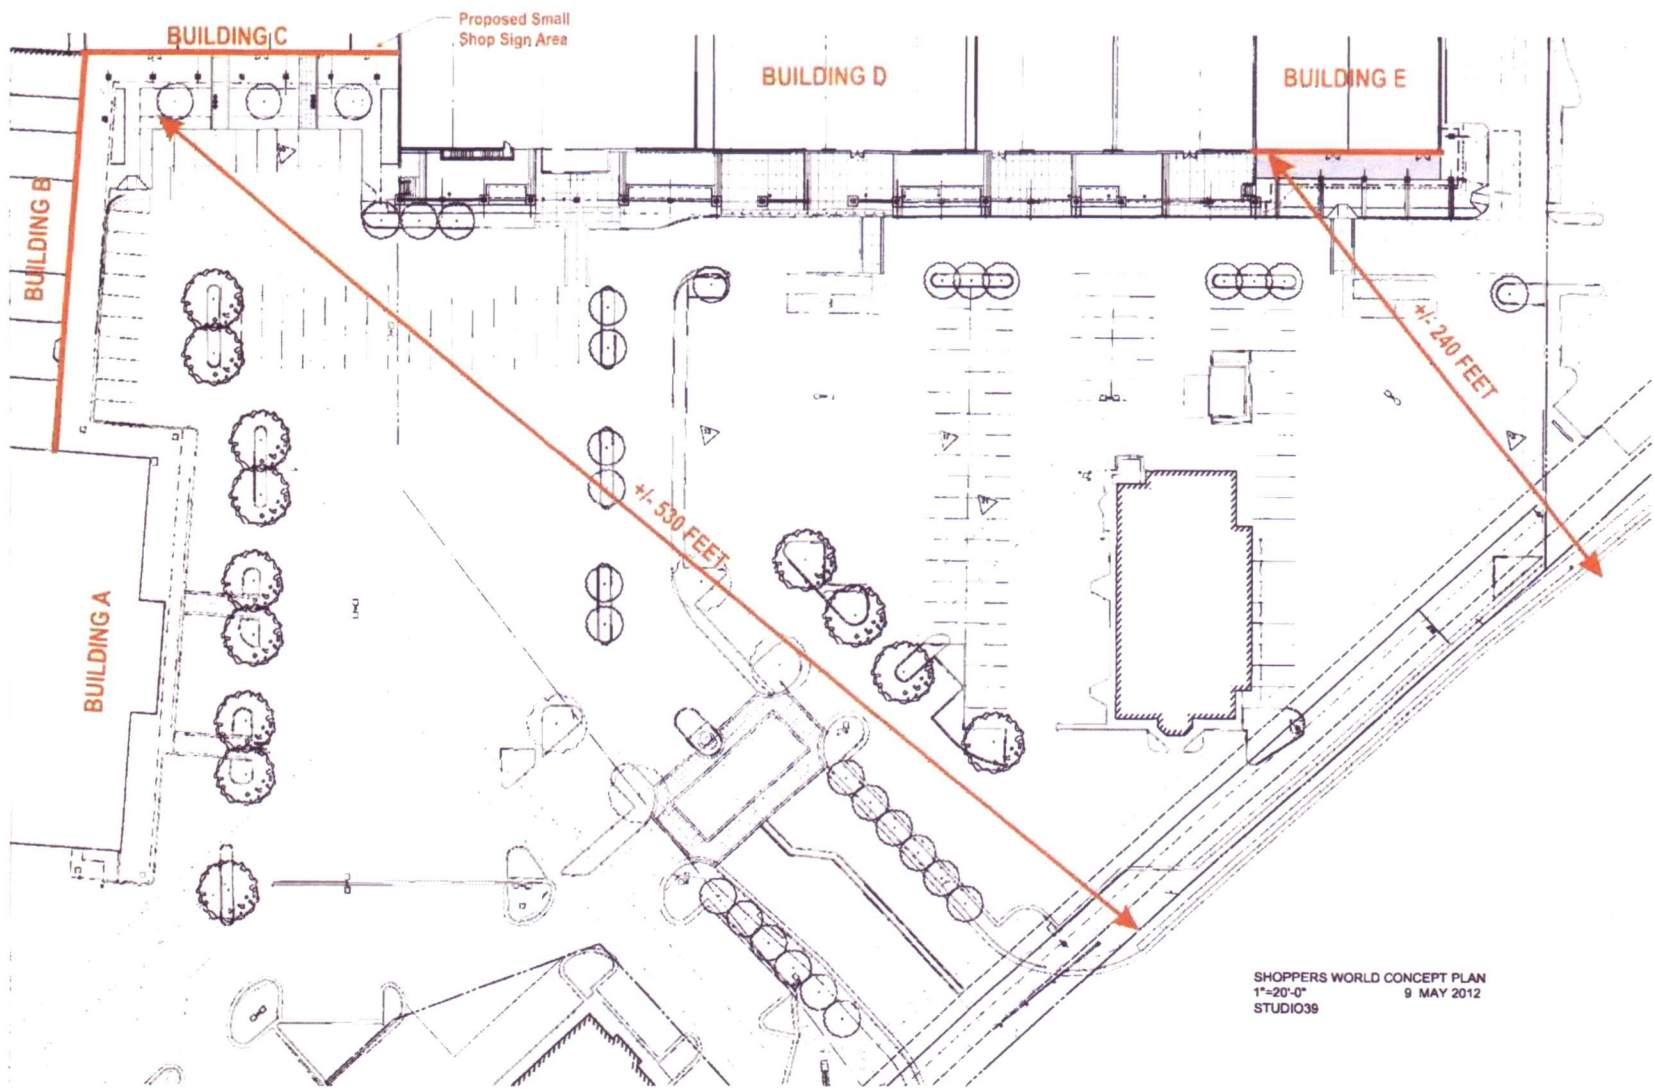 Proposed Small
Shop Sign Area
BUILDING C
BUILDING D
BUILDING E
BUILDING B
+/- 240 FEET
+/- 530 FEET
BUILDING A
SHOPPERS WORLD CONCEPT PLAN
1"=20'-0" 9 MAY 2012
STUDIO39